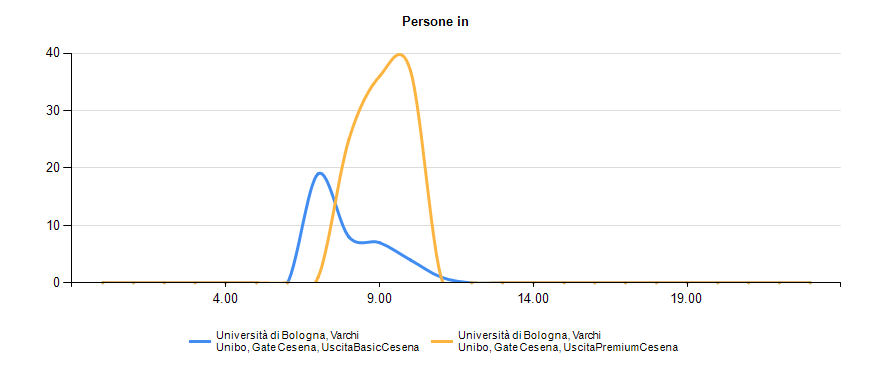 Persone in
40
30
20
10
0
4.00 9.00 14.00 19.00
Università di Bologna, Varchi
Unibo, Gate Cesena, UscitaBasicCesena
Università di Bologna, Varchi
Unibo, Gate Cesena, UscitaPremiumCesena